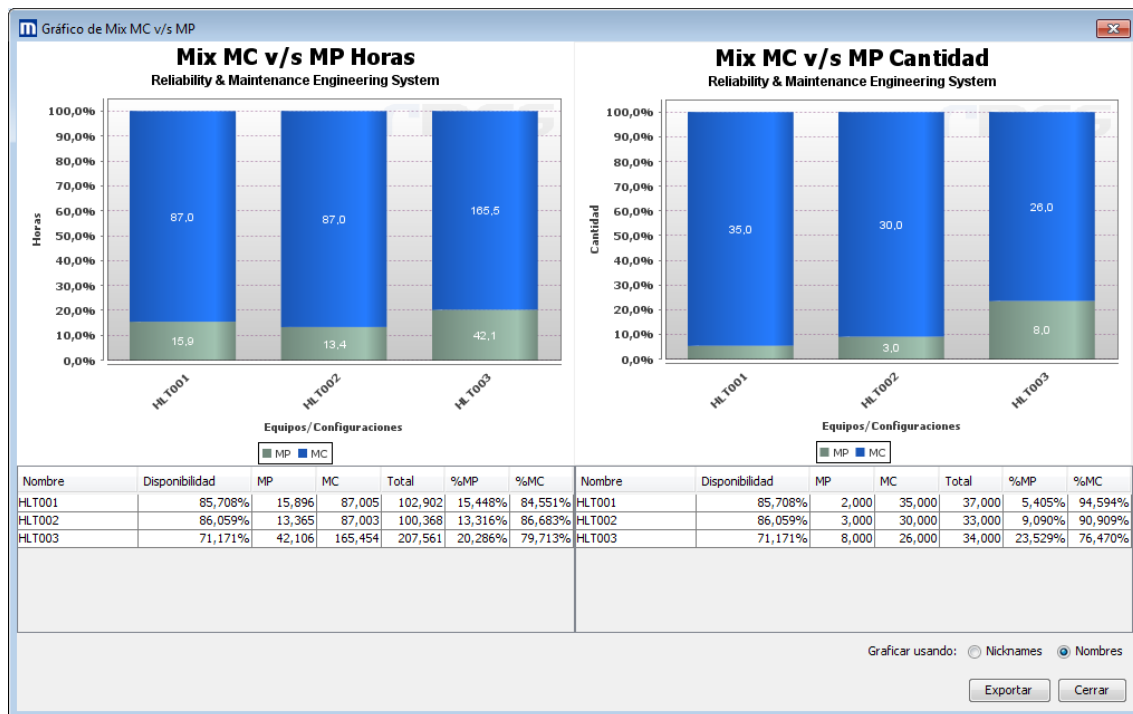 Gráfico de Mix MC v/s MP
Mix MC v/s MP Horas
Reliability & Maintenance Engineering System
Horas
100,0%
90,0%
80,0%
70,0%
60,0%
50,0%
40,0%
30,0%
20,0%
10,0%
0,0%
87,0
87,0
165,5
15,9
13,4
42,1
HLT001
HLT002
HLT003
Equipos/Configuraciones
MP MC
Mix MC v/s MP Cantidad
Reliability & Maintenance Engineering System
Cantidad
100,0%
90,0%
80,0%
70,0%
60,0%
50,0%
40,0%
30,0%
20,0%
10,0%
0,0%
35,0
30,0
26,0
3,0
8,0
HLT001
HLT002
HLT003
Equipos/Configuraciones
MP MC
Nombre Disponibilidad MP MC Total %MP %MC
HLT001 85,708% 15,896 87,005 102,902 15,448% 84,551%
HLT002 86,059% 13,365 87,003 100,368 13,316% 86,683%
HLT003 71,171% 42,106 165,454 207,561 20,286% 79,713%
Nombre Disponibilidad MP MC Total %MP %MC
HLT001 85,708% 2,000 35,000 37,000 5,405% 94,594%
HLT002 86,059% 3,000 30,000 33,000 9,090% 90,909%
HLT003 71,171% 8,000 26,000 34,000 23,529% 76,470%
Graficar usando: Nicknames Nombres
Exportar Cerrar